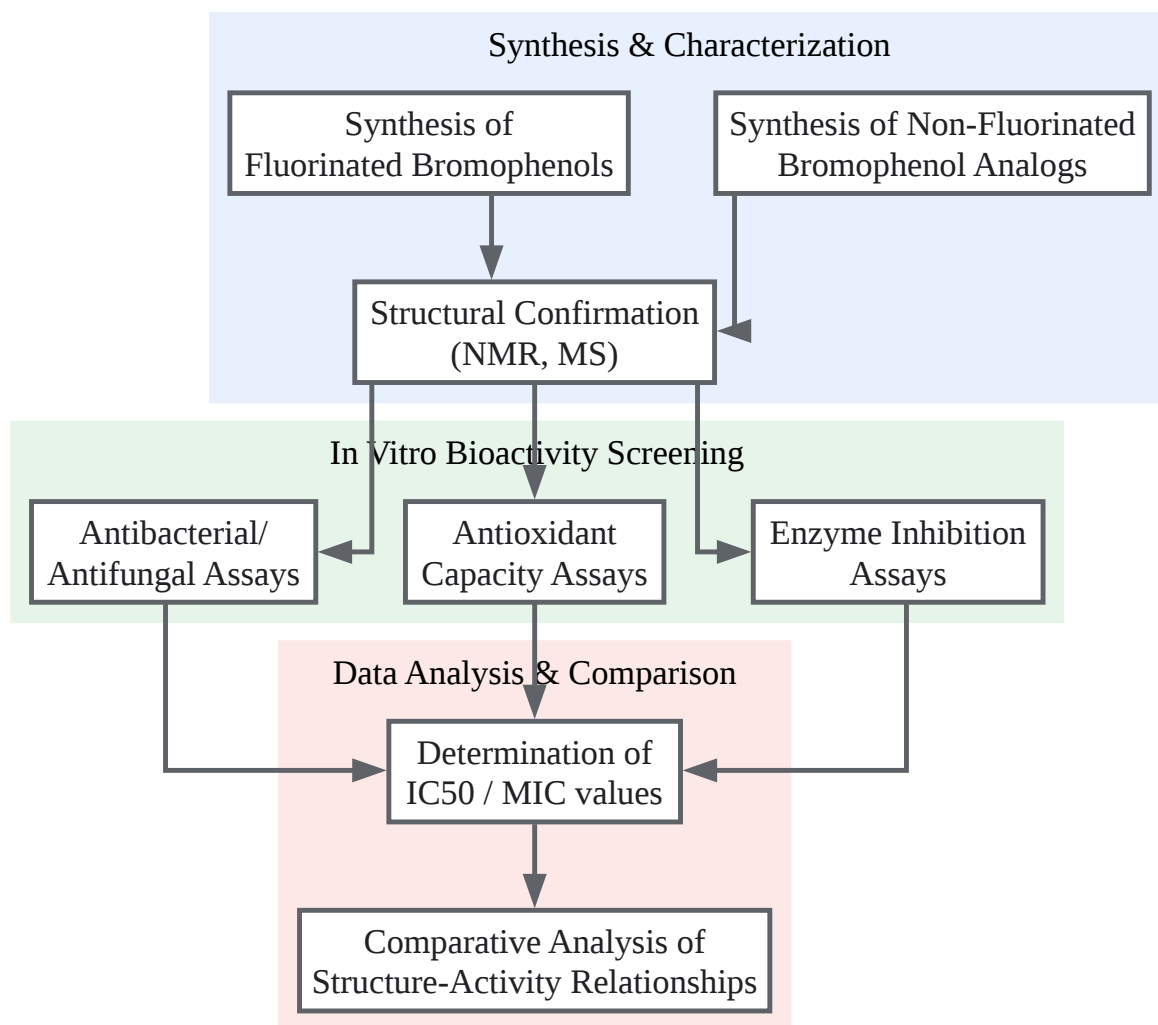 Synthesis & Characterization
Synthesis of
Fluorinated Bromophenols
Synthesis of Non-Fluorinated
Bromophenol Analogs
Structural Confirmation
(NMR, MS)
In Vitro Bioactivity Screening
Antibacterial/
Antifungal Assays
Antioxidant
Capacity Assays
Enzyme Inhibition
Assays
Data Analysis & Comparison
Determination of
IC50 / MIC values
Comparative Analysis of
Structure-Activity Relationships